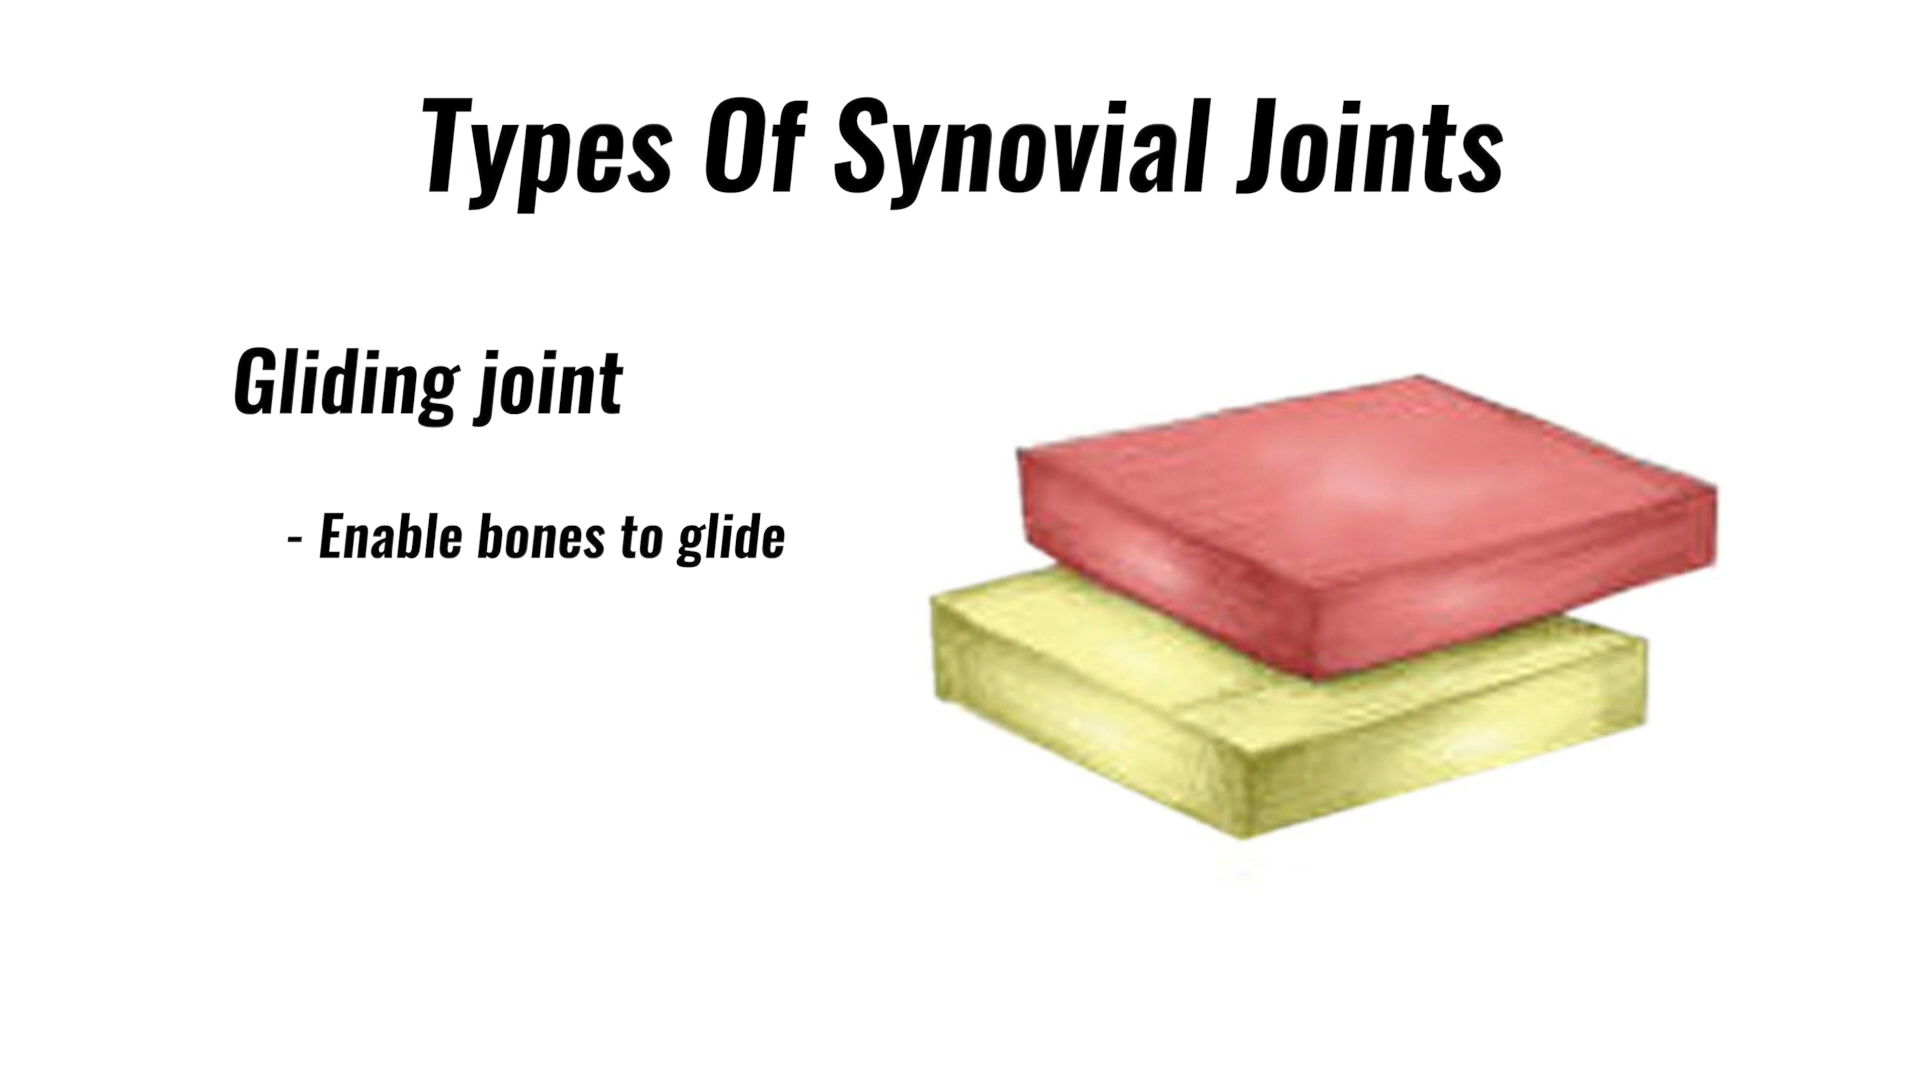 Types Of Synovial Joints
Gliding joint
- Enable bones to glide